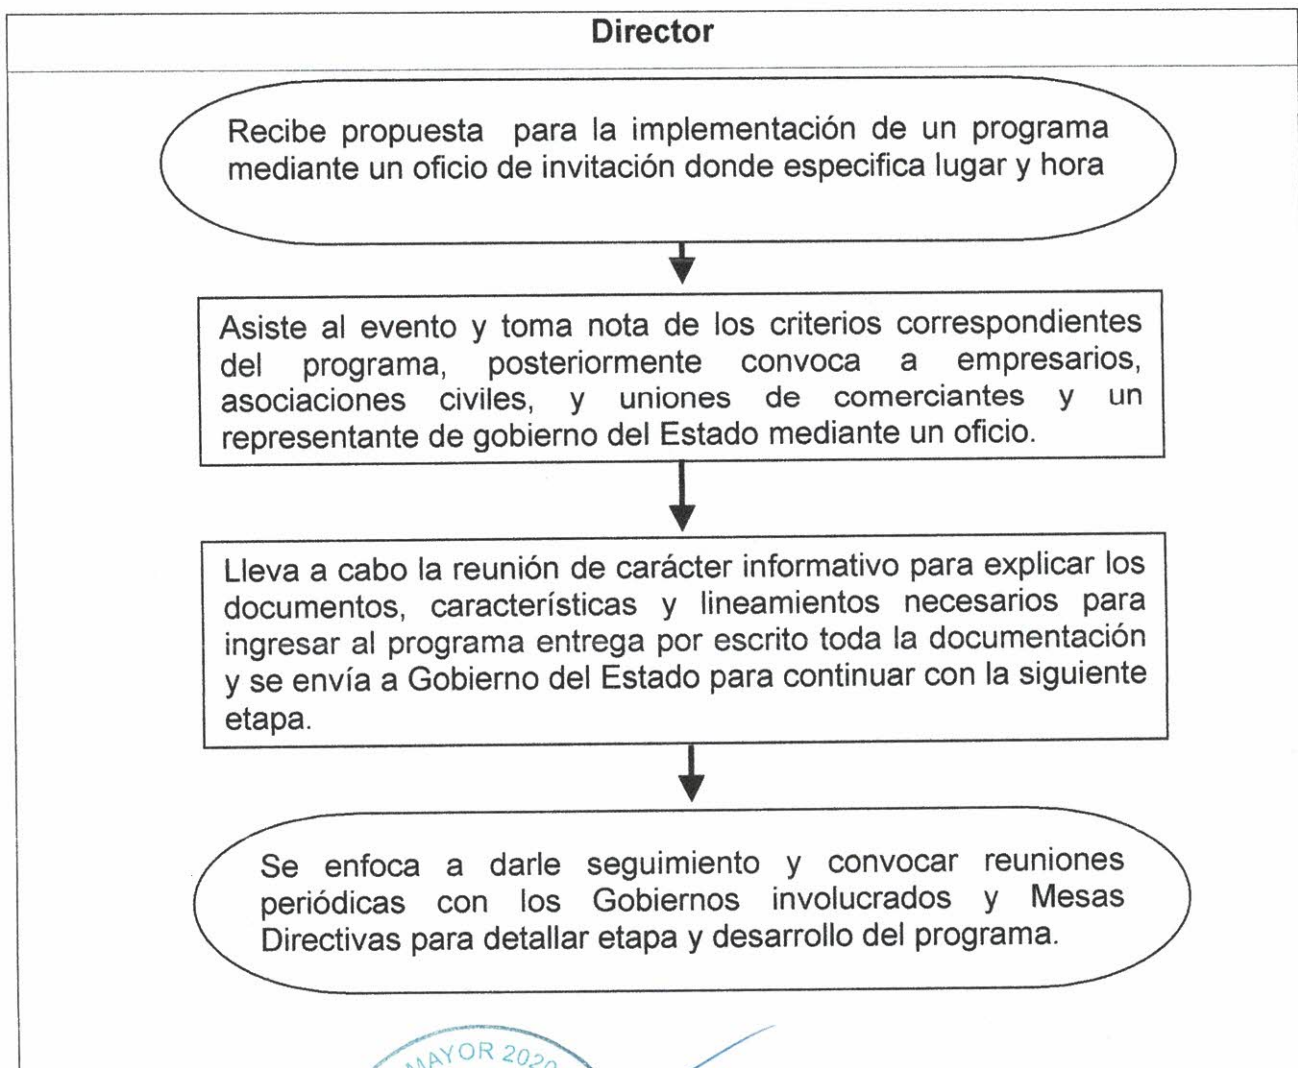 Director
Recibe propuesta para la implementación de un programa
mediante un oficio de invitación donde especifica lugar y hora
Asiste al evento y toma nota de los criterios correspondientes
del programa, posteriormente convoca a empresarios,
asociaciones civiles, y uniones de comerciantes y un
representante de gobierno del Estado mediante un oficio.
Lleva a cabo la reunión de carácter informativo para explicar los
documentos, características y lineamientos necesarios para
ingresar al programa entrega por escrito toda la documentación
y se envía a Gobierno del Estado para continuar con la siguiente
etapa.
Se enfoca a darle seguimiento y convocar reuniones
periódicas con los Gobiernos involucrados y Mesas
Directivas para detallar etapa y desarrollo del programa.
MAYOR 2020